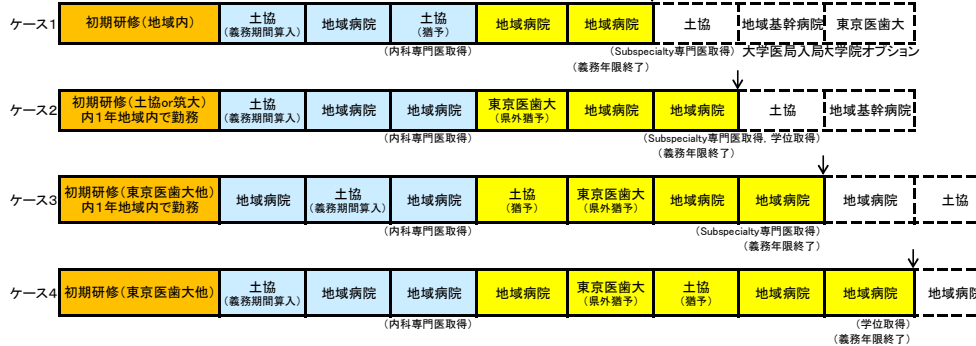 ケース1
初期研修(地域内)
土協
(義務期間算入)
地域病院
土協
(猶予)
地域病院
地域病院
土協
地域基幹病院
東京医歯大
(内科専門医取得)
(Subspecialty専門医取得)
大学医局入局
大学院オプション
(義務年限終了)
ケース2
初期研修(土協or筑大)
内1年地域内で勤務
土協
(義務期間算入)
地域病院
地域病院
東京医歯大
(県外猶予)
地域病院
地域病院
土協
地域基幹病院
(内科専門医取得)
(Subspecialty専門医取得, 学位取得)
(義務年限終了)
ケース3
初期研修(東京医歯大他)
内1年地域内で勤務
地域病院
土協
(義務期間算入)
地域病院
土協
(猶予)
東京医歯大
(県外猶予)
地域病院
地域病院
地域病院
土協
(内科専門医取得)
(Subspecialty専門医取得)
(義務年限終了)
ケース4
初期研修(東京医歯大他)
土協
(義務期間算入)
地域病院
地域病院
地域病院
東京医歯大
(県外猶予)
土協
(猶予)
地域病院
地域病院
地域病院
(内科専門医取得)
(学位取得)
(義務年限終了)